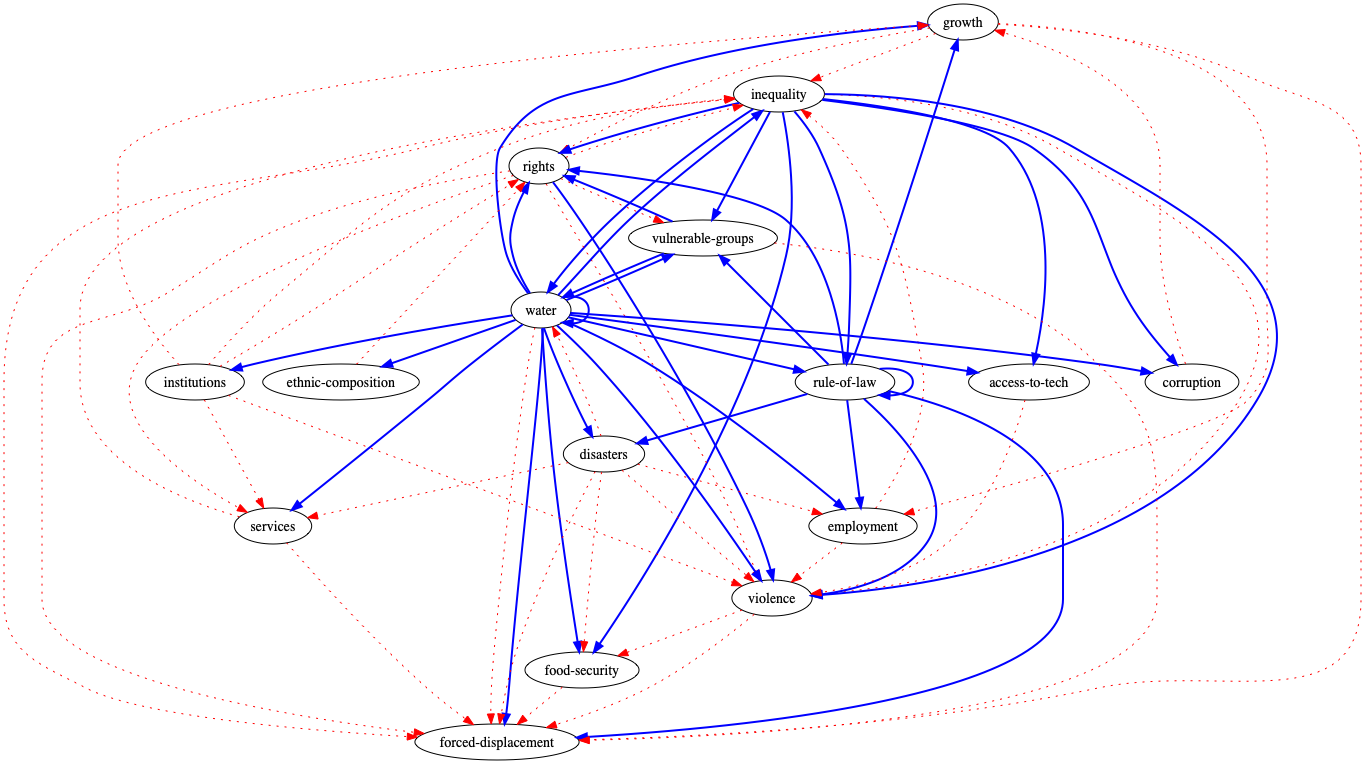 growth
inequality
rights
vulnerable-groups
water
institutions
ethnic-composition
rule-of-law
access-to-tech
corruption
disasters
services
employment
violence
food-security
forced-displacement